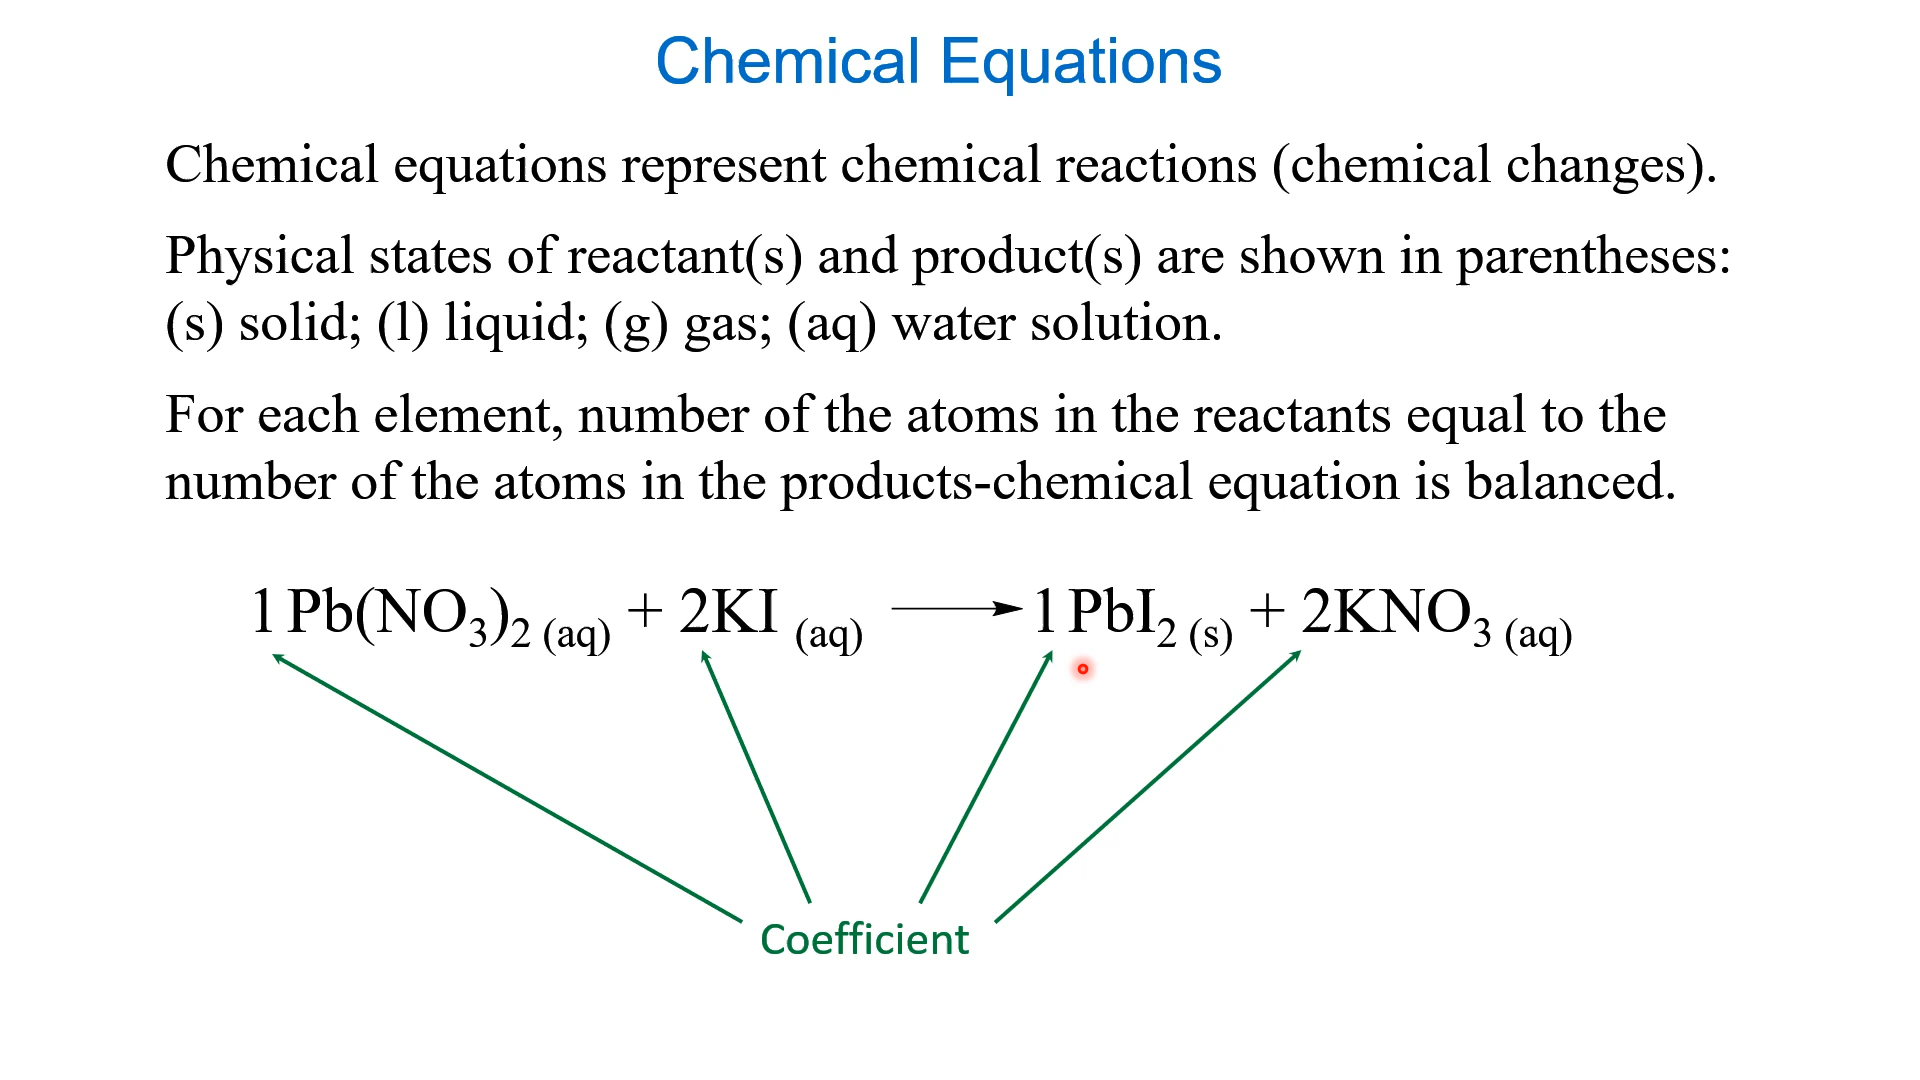 Chemical Equations
Chemical equations represent chemical reactions (chemical changes).
Physical states of reactant(s) and product(s) are shown in parentheses:
(s) solid; (l) liquid; (g) gas; (aq) water solution.
For each element, number of the atoms in the reactants equal to the
number of the atoms in the products-chemical equation is balanced.
1 Pb(NO₃)₂ (aq) + 2KI (aq) ⟶ 1 PbI₂ (s) + 2KNO₃ (aq)
Coefficient